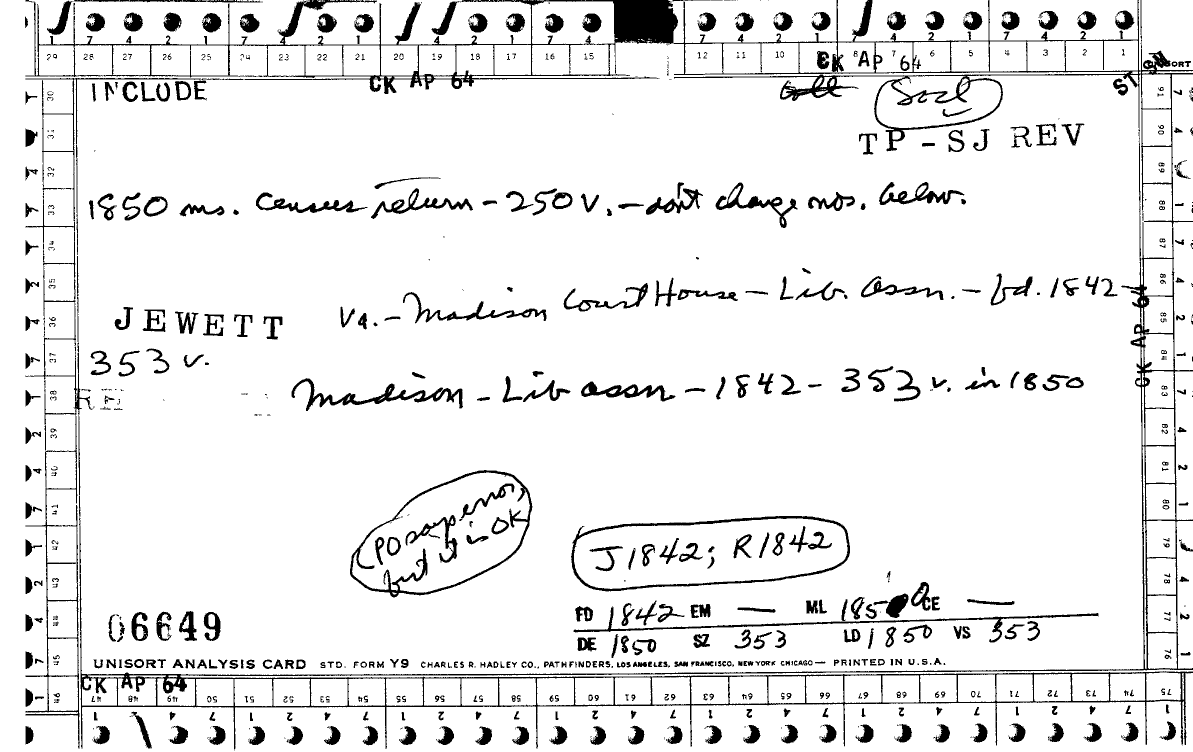 7 4 2 1 7 4 2 1 7 4 2 1 7 4 7 4 2 1 7 4 2 1 7 4 2 1
29 28 27 26 25 24 23 22 21 20 19 18 17 16 15 12 11 10 8 7 6 5 4 3 2 1
CK AP 64 CK AP '64
INCLUDE Socl
TP-SJ REV
1850 ms. census return - 250 v. - don't change nos. below.
Va. - Madison Court House - Lib. Assn. - fd. 1842 -
JEWETT
353 v.
RE
Madison - Lib assn - 1842 - 353 v. in 1850
(PO says error,
but it is OK
J 1842; R 1842
FD 1842 EM — ML 1850 CE —
DE 1850 SZ 353 LD 1850 VS 353
06649
UNISORT ANALYSIS CARD STD. FORM Y9 CHARLES R. HADLEY CO., PATHFINDERS, LOS ANGELES, SAN FRANCISCO, NEW YORK CHICAGO — PRINTED IN U.S.A.
CK AP 64
47 48 49 50 51 52 53 54 55 56 57 58 59 60 61 62 63 64 65 66 67 68 69 70 71 72 73 74 75
30 31 32 33 34 35 36 37 38 39 40 41 42 43 44 45 46
91 90 89 88 87 86 85 84 83 82 81 80 79 78 77 76
CK AP 64